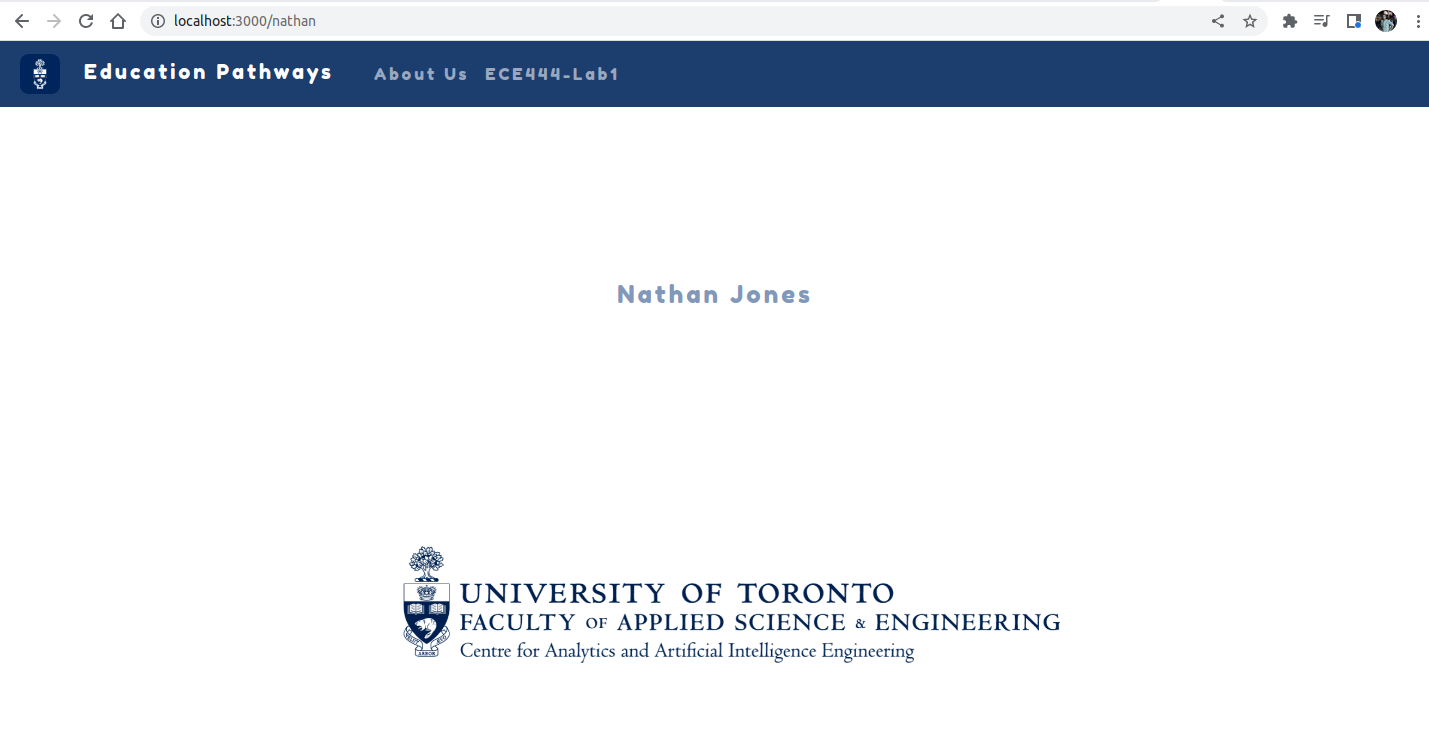 localhost:3000/nathan
Education Pathways About Us ECE444-Lab1
Nathan Jones
UNIVERSITY OF TORONTO
FACULTY OF APPLIED SCIENCE & ENGINEERING
Centre for Analytics and Artificial Intelligence Engineering